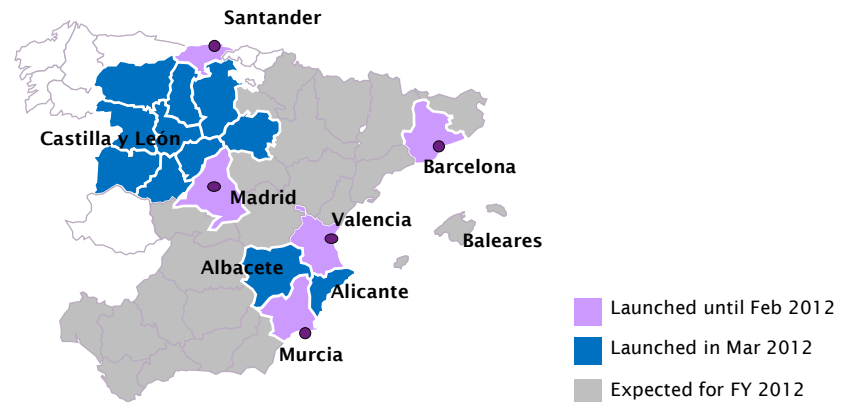 Santander
Castilla y León
Barcelona
Madrid
Valencia
Baleares
Albacete
Alicante
Murcia
Launched until Feb 2012
Launched in Mar 2012
Expected for FY 2012